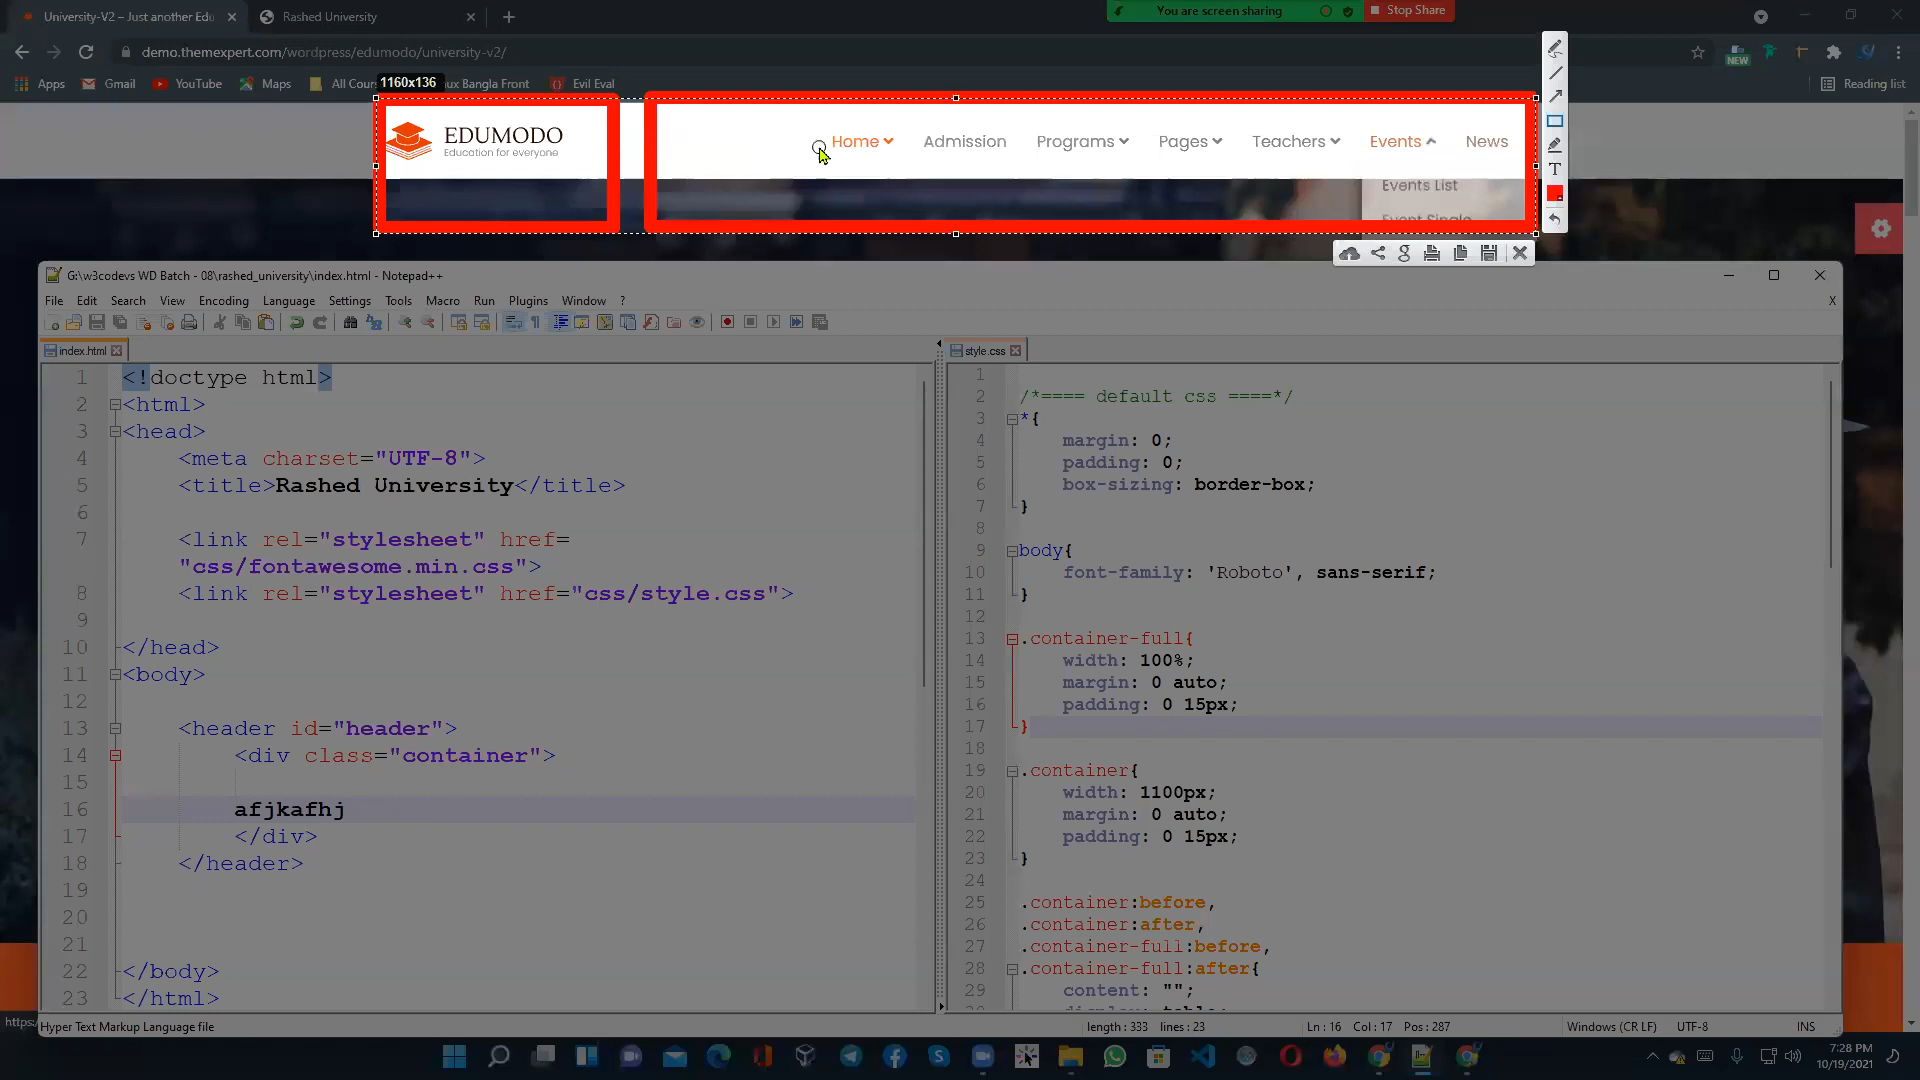 University-V2 – Just another Edu
Rashed University
You are screen sharing
Stop Share
demo.themexpert.com/wordpress/edumodo/university-v2/
NEW
Apps
Gmail
YouTube
Maps
All Cour
ux Bangla Front
Evil Eval
Reading list
1160x136
EDUMODO
Education for everyone
Home
Admission
Programs
Pages
Teachers
Events
News
Events List
Event Single
G:\w3codevs WD Batch - 08\rashed_university\index.html - Notepad++
File Edit Search View Encoding Language Settings Tools Macro Run Plugins Window ?
X
index.html
1 <!doctype html>
2 <html>
3 <head>
4 <meta charset="UTF-8">
5 <title>Rashed University</title>
6
7 <link rel="stylesheet" href=
"css/fontawesome.min.css">
8 <link rel="stylesheet" href="css/style.css">
9
10 </head>
11 <body>
12
13 <header id="header">
14 <div class="container">
15
16 afjkafhj
17 </div>
18 </header>
19
20
21
22 </body>
23 </html>
style.css
1
2 /*==== default css ====*/
3 *{
4 margin: 0;
5 padding: 0;
6 box-sizing: border-box;
7 }
8
9 body{
10 font-family: 'Roboto', sans-serif;
11 }
12
13 .container-full{
14 width: 100%;
15 margin: 0 auto;
16 padding: 0 15px;
17 }
18
19 .container{
20 width: 1100px;
21 margin: 0 auto;
22 padding: 0 15px;
23 }
24
25 .container:before,
26 .container:after,
27 .container-full:before,
28 .container-full:after{
29 content: "";
display: table;
https:
Hyper Text Markup Language file
length : 333 lines : 23
Ln : 16 Col : 17 Pos : 287
Windows (CR LF)
UTF-8
INS
7:28 PM
10/19/2021